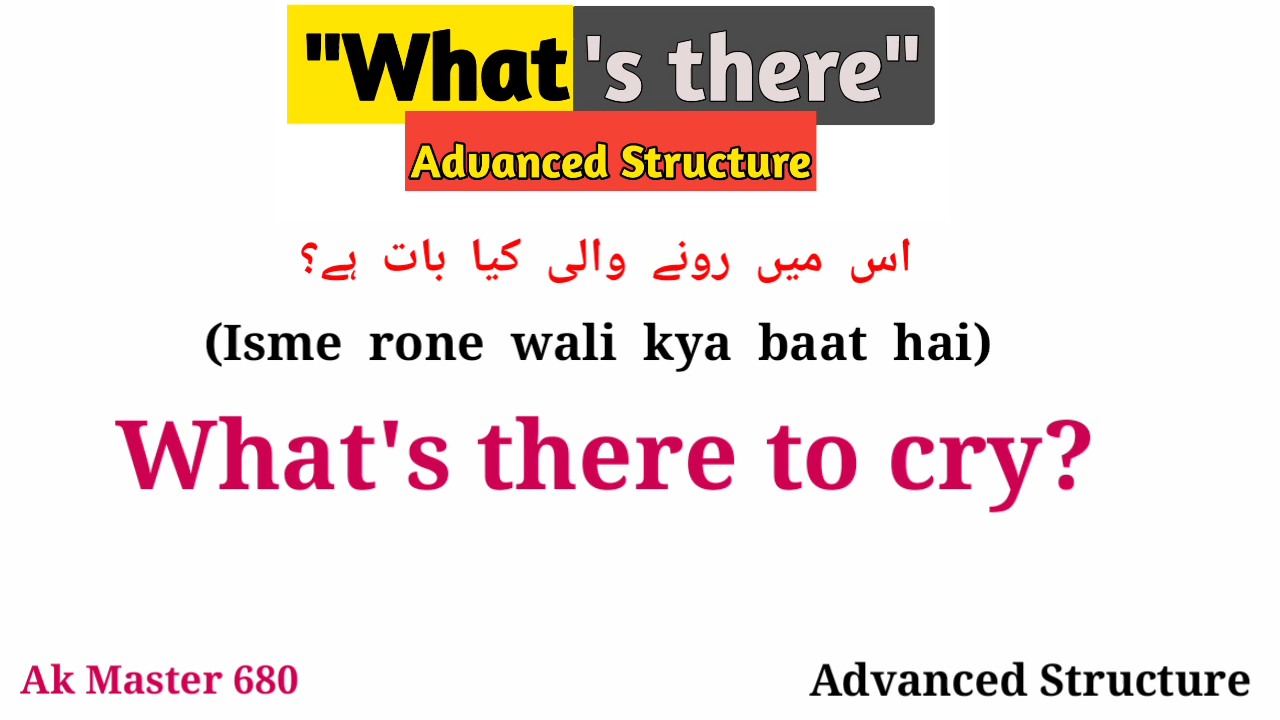 "What's there"
Advanced Structure
اس میں رونے والی کیا بات ہے؟
(Isme rone wali kya baat hai)
What's there to cry?
Ak Master 680
Advanced Structure